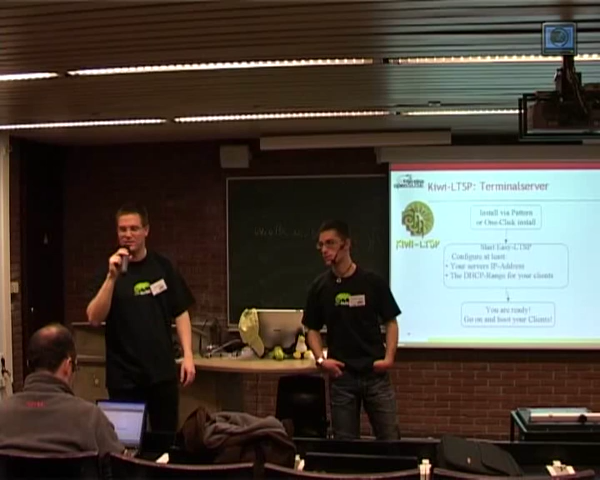 Kiwi-LTSP: Terminalserver
KIWI-LTSP
Install via Pattern
or One-Click install
Start Easy-LTSP
Configure at least
• Your servers IP-Address
• The DHCP-Range for your clients
You are ready!
Go on and boot your Clients!